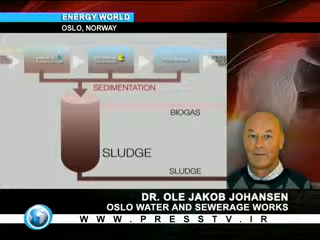 ENERGY WORLD
OSLO, NORWAY
SEDIMENTATION
BIOGAS
SLUDGE
SLUDGE
DR. OLE JAKOB JOHANSEN
OSLO WATER AND SEWERAGE WORKS
WWW.PRESSTV.IR